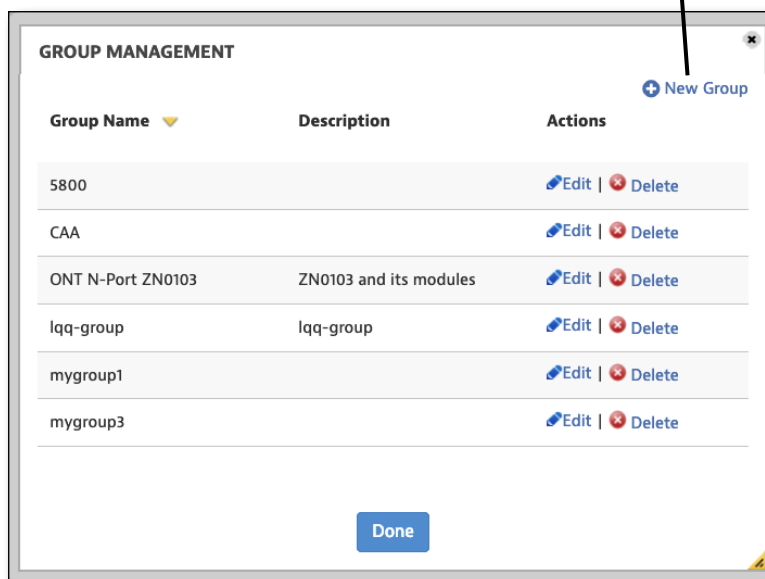 GROUP MANAGEMENT
New Group
Group Name Description Actions
5800 Edit | Delete
CAA Edit | Delete
ONT N-Port ZN0103 ZN0103 and its modules Edit | Delete
lqq-group lqq-group Edit | Delete
mygroup1 Edit | Delete
mygroup3 Edit | Delete
Done